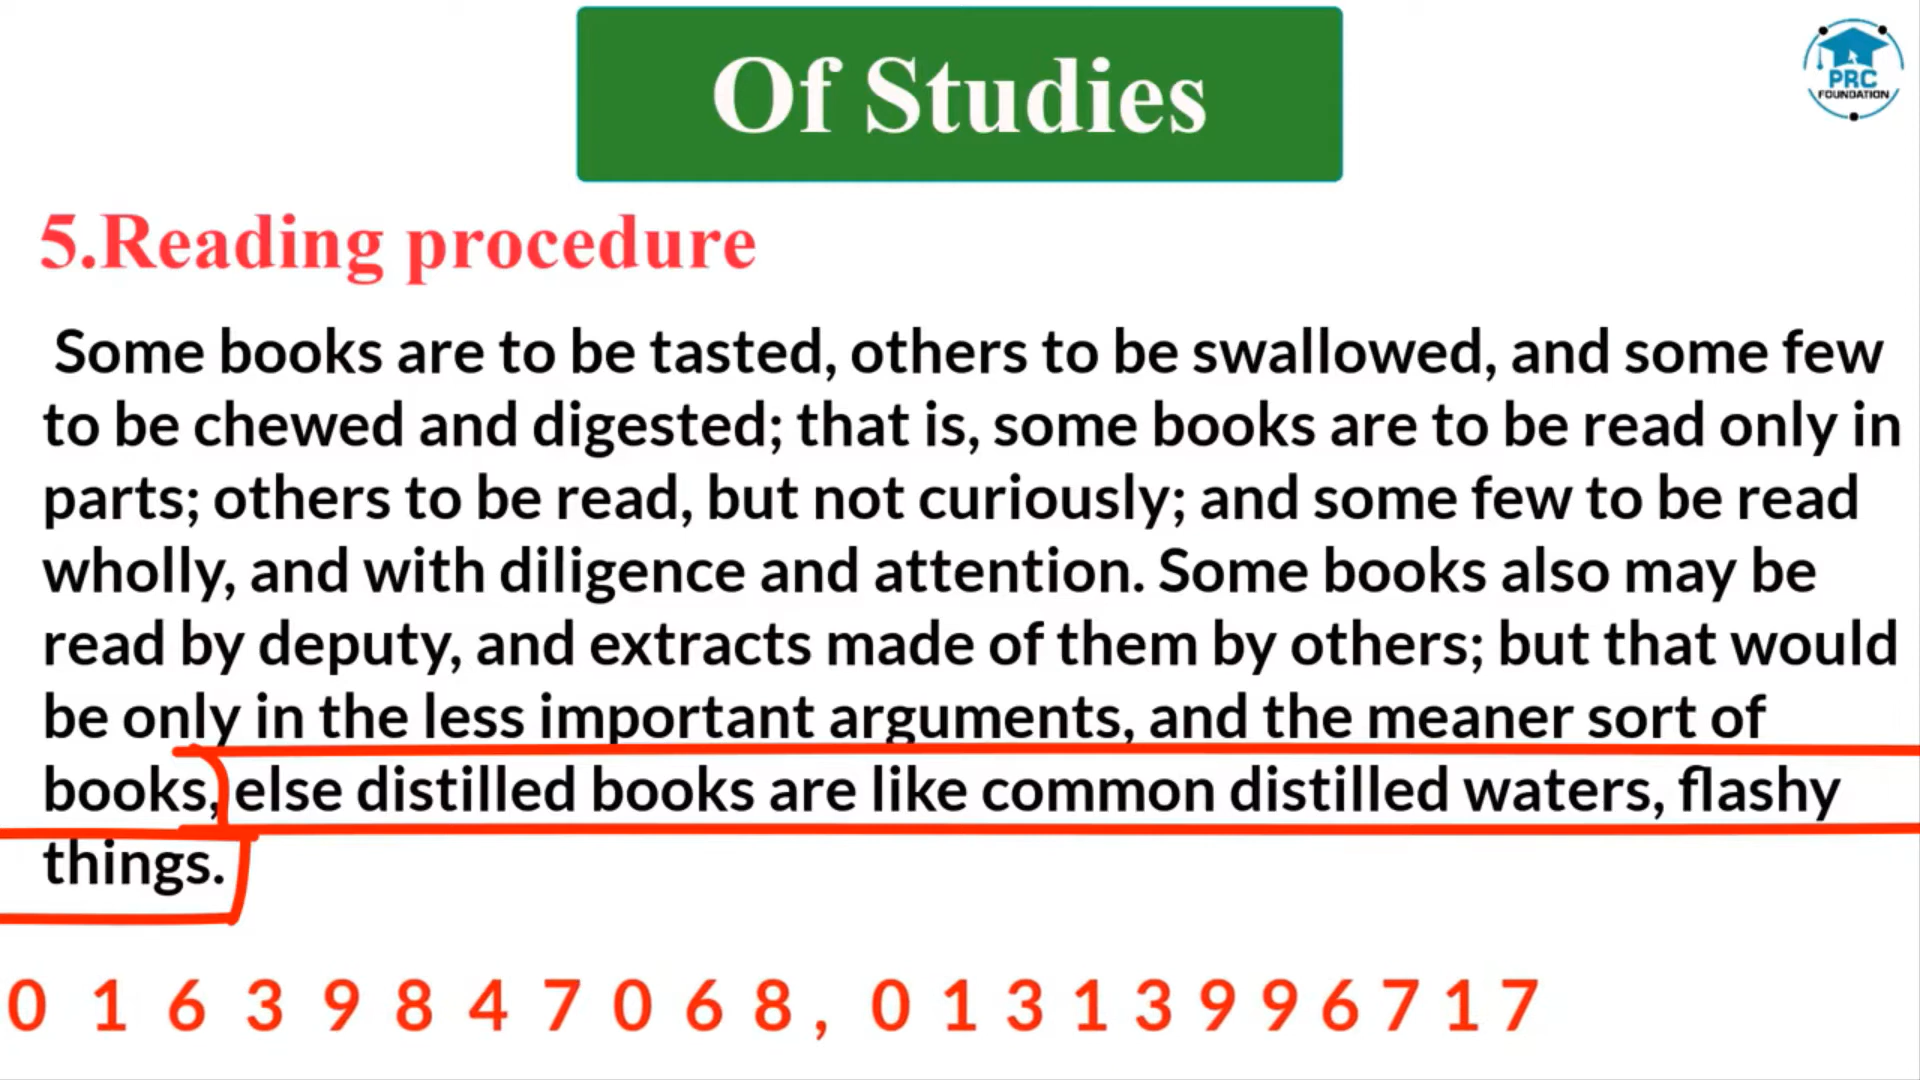 Of Studies
PRC
FOUNDATION
5.Reading procedure
Some books are to be tasted, others to be swallowed, and some few
to be chewed and digested; that is, some books are to be read only in
parts; others to be read, but not curiously; and some few to be read
wholly, and with diligence and attention. Some books also may be
read by deputy, and extracts made of them by others; but that would
be only in the less important arguments, and the meaner sort of
books, else distilled books are like common distilled waters, flashy
things.
0 1 6 3 9 8 4 7 0 6 8 , 0 1 3 1 3 9 9 6 7 1 7